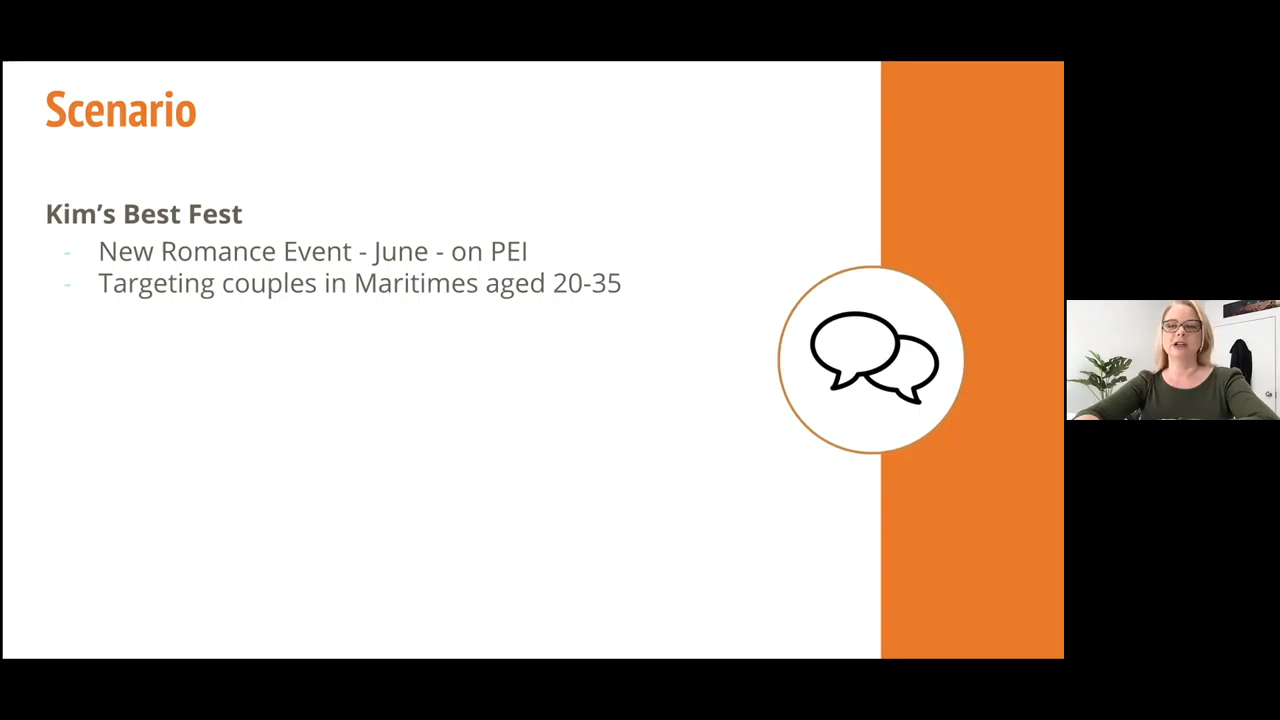 Scenario
Kim’s Best Fest
- New Romance Event - June - on PEI
- Targeting couples in Maritimes aged 20-35